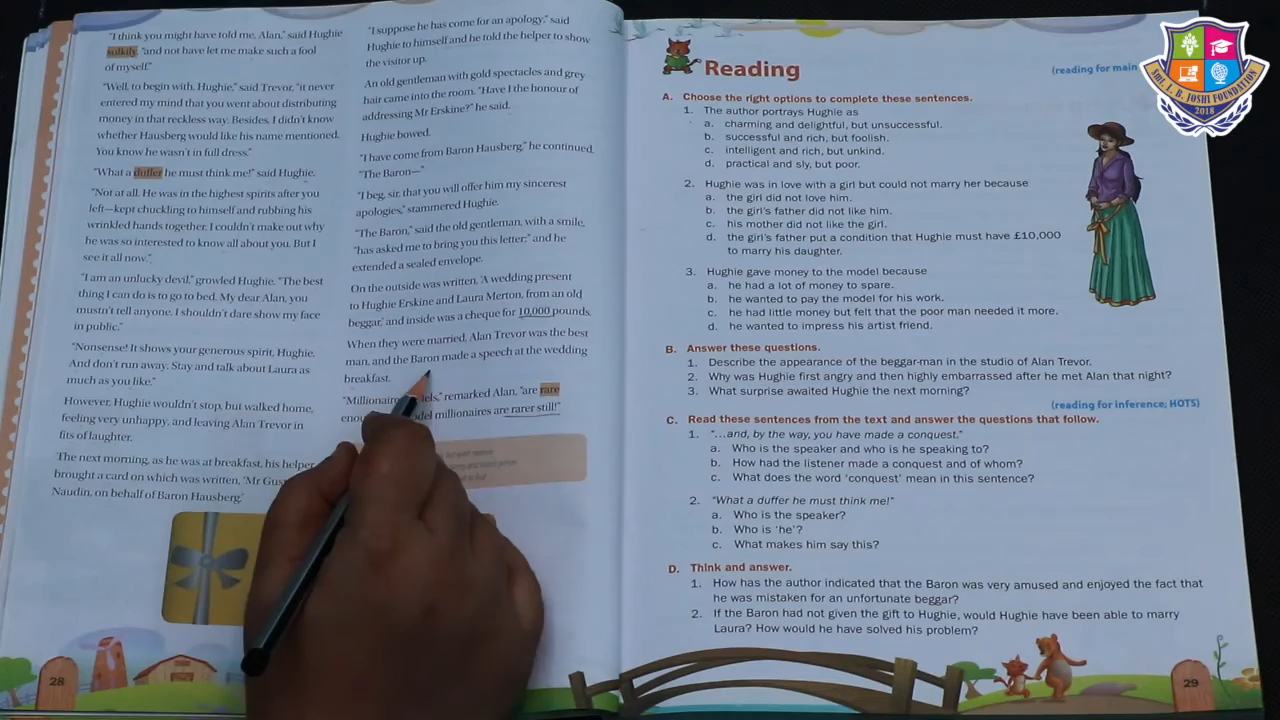 "I think you might have told me, Alan," said Hughie
sulkily, "and not have let me make such a fool
of myself."
"Well, to begin with, Hughie," said Trevor, "it never
entered my mind that you went about distributing
money in that reckless way. Besides, I didn't know
whether Hausberg would like his name mentioned.
You know he wasn't in full dress."
"What a duffer he must think me!" said Hughie.
"Not at all. He was in the highest spirits after you
left—kept chuckling to himself and rubbing his
wrinkled hands together. I couldn't make out why
he was so interested to know all about you. But I
see it all now."
"I am an unlucky devil," growled Hughie. "The best
thing I can do is to go to bed. My dear Alan, you
mustn't tell anyone. I shouldn't dare show my face
in public."
"Nonsense! It shows your generous spirit, Hughie.
And don't run away. Stay and talk about Laura as
much as you like."
However, Hughie wouldn't stop, but walked home,
feeling very unhappy, and leaving Alan Trevor in
fits of laughter.
The next morning, as he was at breakfast, his helper
brought a card on which was written, 'Mr
Naudin, on behalf of Baron Hausberg.'
28
"I suppose he has come for an apology," said
Hughie to himself and he told the helper to show
the visitor up.
An old gentleman with gold spectacles and grey
hair came into the room. "Have I the honour of
addressing Mr Erskine?" he said.
Hughie bowed.
"I have come from Baron Hausberg," he continued.
"The Baron—"
"I beg, sir, that you will offer him my sincerest
apologies," stammered Hughie.
"The Baron," said the old gentleman, with a smile,
"has asked me to bring you this letter;" and he
extended a sealed envelope.
On the outside was written, 'A wedding present
to Hughie Erskine and Laura Merton, from an old
beggar,' and inside was a cheque for 10,000 pounds.
When they were married, Alan Trevor was the best
man, and the Baron made a speech at the wedding
breakfast.
remarked Alan, "are rare
millionaires are rarer still!"
Reading
(reading for main
A. Choose the right options to complete these sentences.
1. The author portrays Hughie as
a. charming and delightful, but unsuccessful.
b. successful and rich, but foolish.
c. intelligent and rich, but unkind.
d. practical and sly, but poor.
2. Hughie was in love with a girl but could not marry her because
a. the girl did not love him.
b. the girl's father did not like him.
c. his mother did not like the girl.
d. the girl's father put a condition that Hughie must have £10,000
to marry his daughter.
3. Hughie gave money to the model because
a. he had a lot of money to spare.
b. he wanted to pay the model for his work.
c. he had little money but felt that the poor man needed it more.
d. he wanted to impress his artist friend.
B. Answer these questions.
1. Describe the appearance of the beggar-man in the studio of Alan Trevor.
2. Why was Hughie first angry and then highly embarrassed after he met Alan that night?
3. What surprise awaited Hughie the next morning?
(reading for inference; HOTS)
C. Read these sentences from the text and answer the questions that follow.
1. "...and, by the way, you have made a conquest."
a. Who is the speaker and who is he speaking to?
b. How had the listener made a conquest and of whom?
c. What does the word 'conquest' mean in this sentence?
2. "What a duffer he must think me!"
a. Who is the speaker?
b. Who is 'he'?
c. What makes him say this?
D. Think and answer.
1. How has the author indicated that the Baron was very amused and enjoyed the fact that
he was mistaken for an unfortunate beggar?
2. If the Baron had not given the gift to Hughie, would Hughie have been able to marry
Laura? How would he have solved his problem?
29
Smt. I. B. JOSHI FOUNDATION
2018